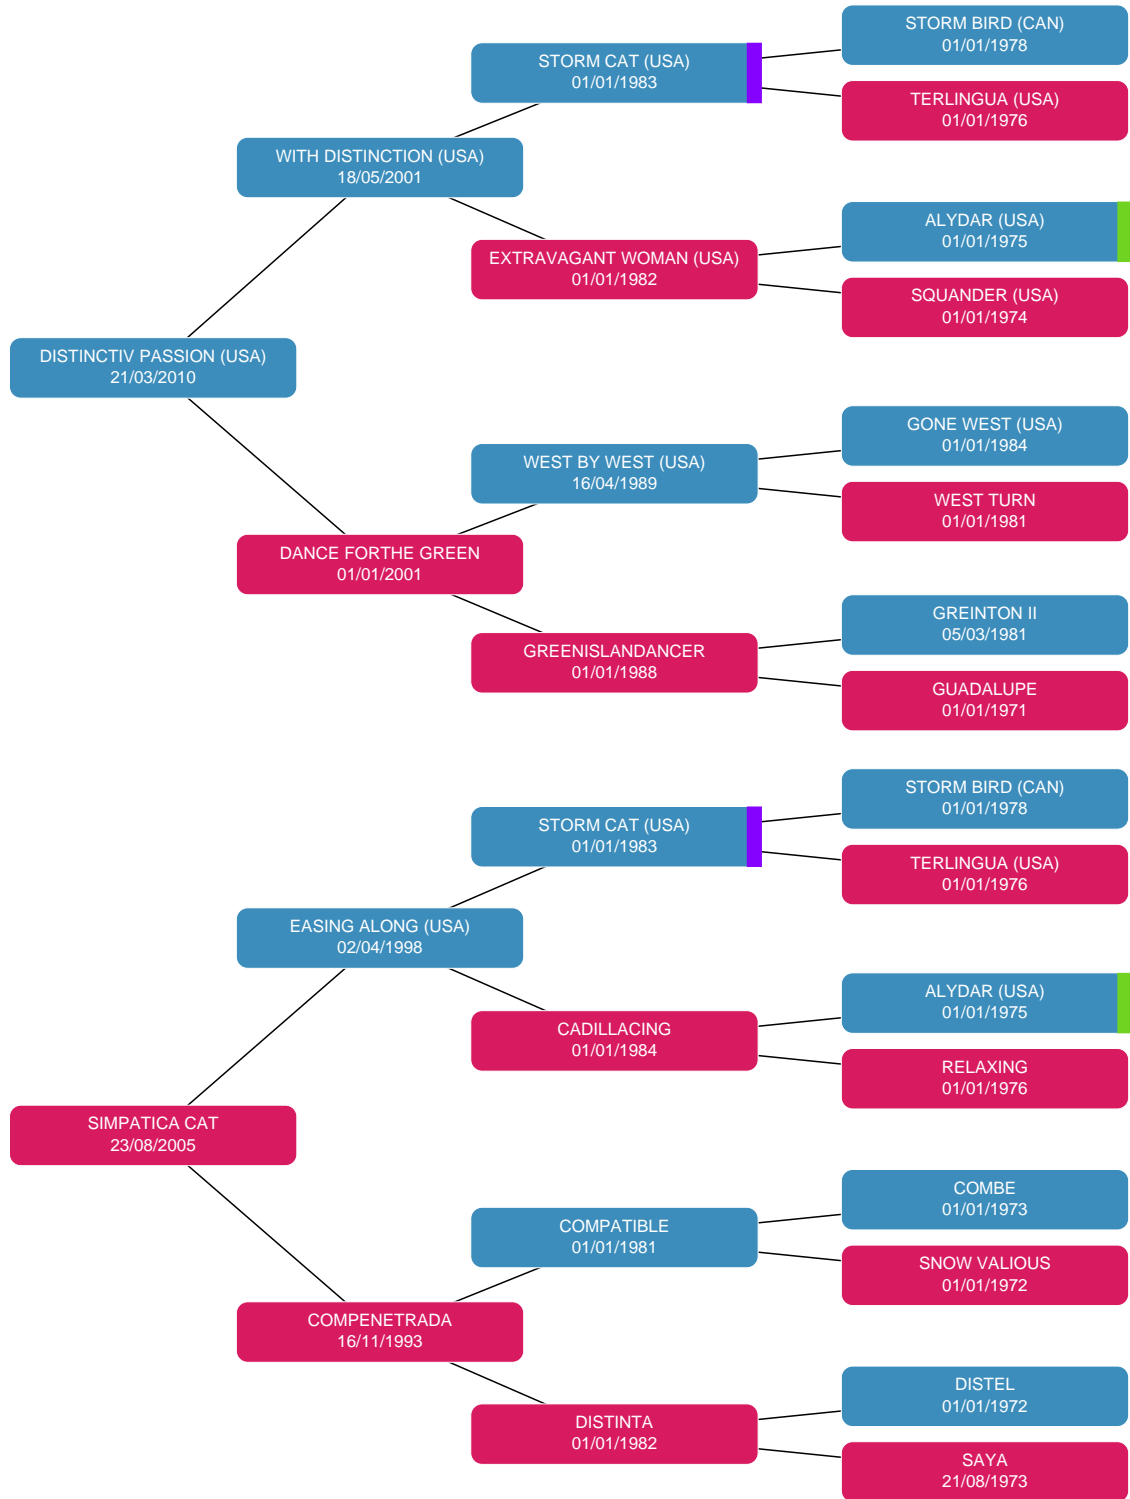 STORM BIRD (CAN)
01/01/1978
STORM CAT (USA)
01/01/1983
TERLINGUA (USA)
01/01/1976
WITH DISTINCTION (USA)
18/05/2001
ALYDAR (USA)
01/01/1975
EXTRAVAGANT WOMAN (USA)
01/01/1982
SQUANDER (USA)
01/01/1974
DISTINCTIV PASSION (USA)
21/03/2010
GONE WEST (USA)
01/01/1984
WEST BY WEST (USA)
16/04/1989
WEST TURN
01/01/1981
DANCE FORTHE GREEN
01/01/2001
GREINTON II
05/03/1981
GREENISLANDANCER
01/01/1988
GUADALUPE
01/01/1971
STORM BIRD (CAN)
01/01/1978
STORM CAT (USA)
01/01/1983
TERLINGUA (USA)
01/01/1976
EASING ALONG (USA)
02/04/1998
ALYDAR (USA)
01/01/1975
CADILLACING
01/01/1984
RELAXING
01/01/1976
SIMPATICA CAT
23/08/2005
COMBE
01/01/1973
COMPATIBLE
01/01/1981
SNOW VALIOUS
01/01/1972
COMPENETRADA
16/11/1993
DISTEL
01/01/1972
DISTINTA
01/01/1982
SAYA
21/08/1973